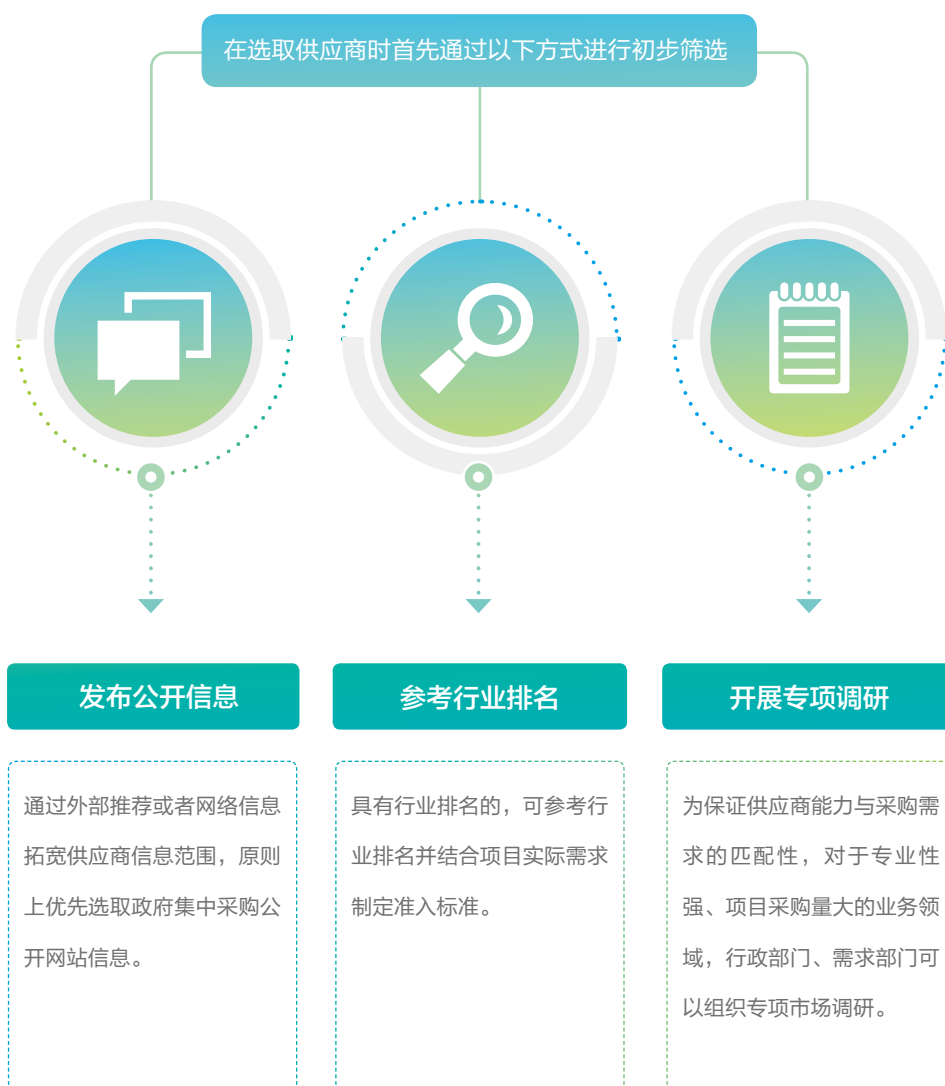 在选取供应商时首先通过以下方式进行初步筛选
发布公开信息
通过外部推荐或者网络信息
拓宽供应商信息范围，原则
上优先选取政府集中采购公
开网站信息。
参考行业排名
具有行业排名的，可参考行
业排名并结合项目实际需求
制定准入标准。
开展专项调研
为保证供应商能力与采购需
求的匹配性，对于专业性
强、项目采购量大的业务领
域，行政部门、需求部门可
以组织专项市场调研。